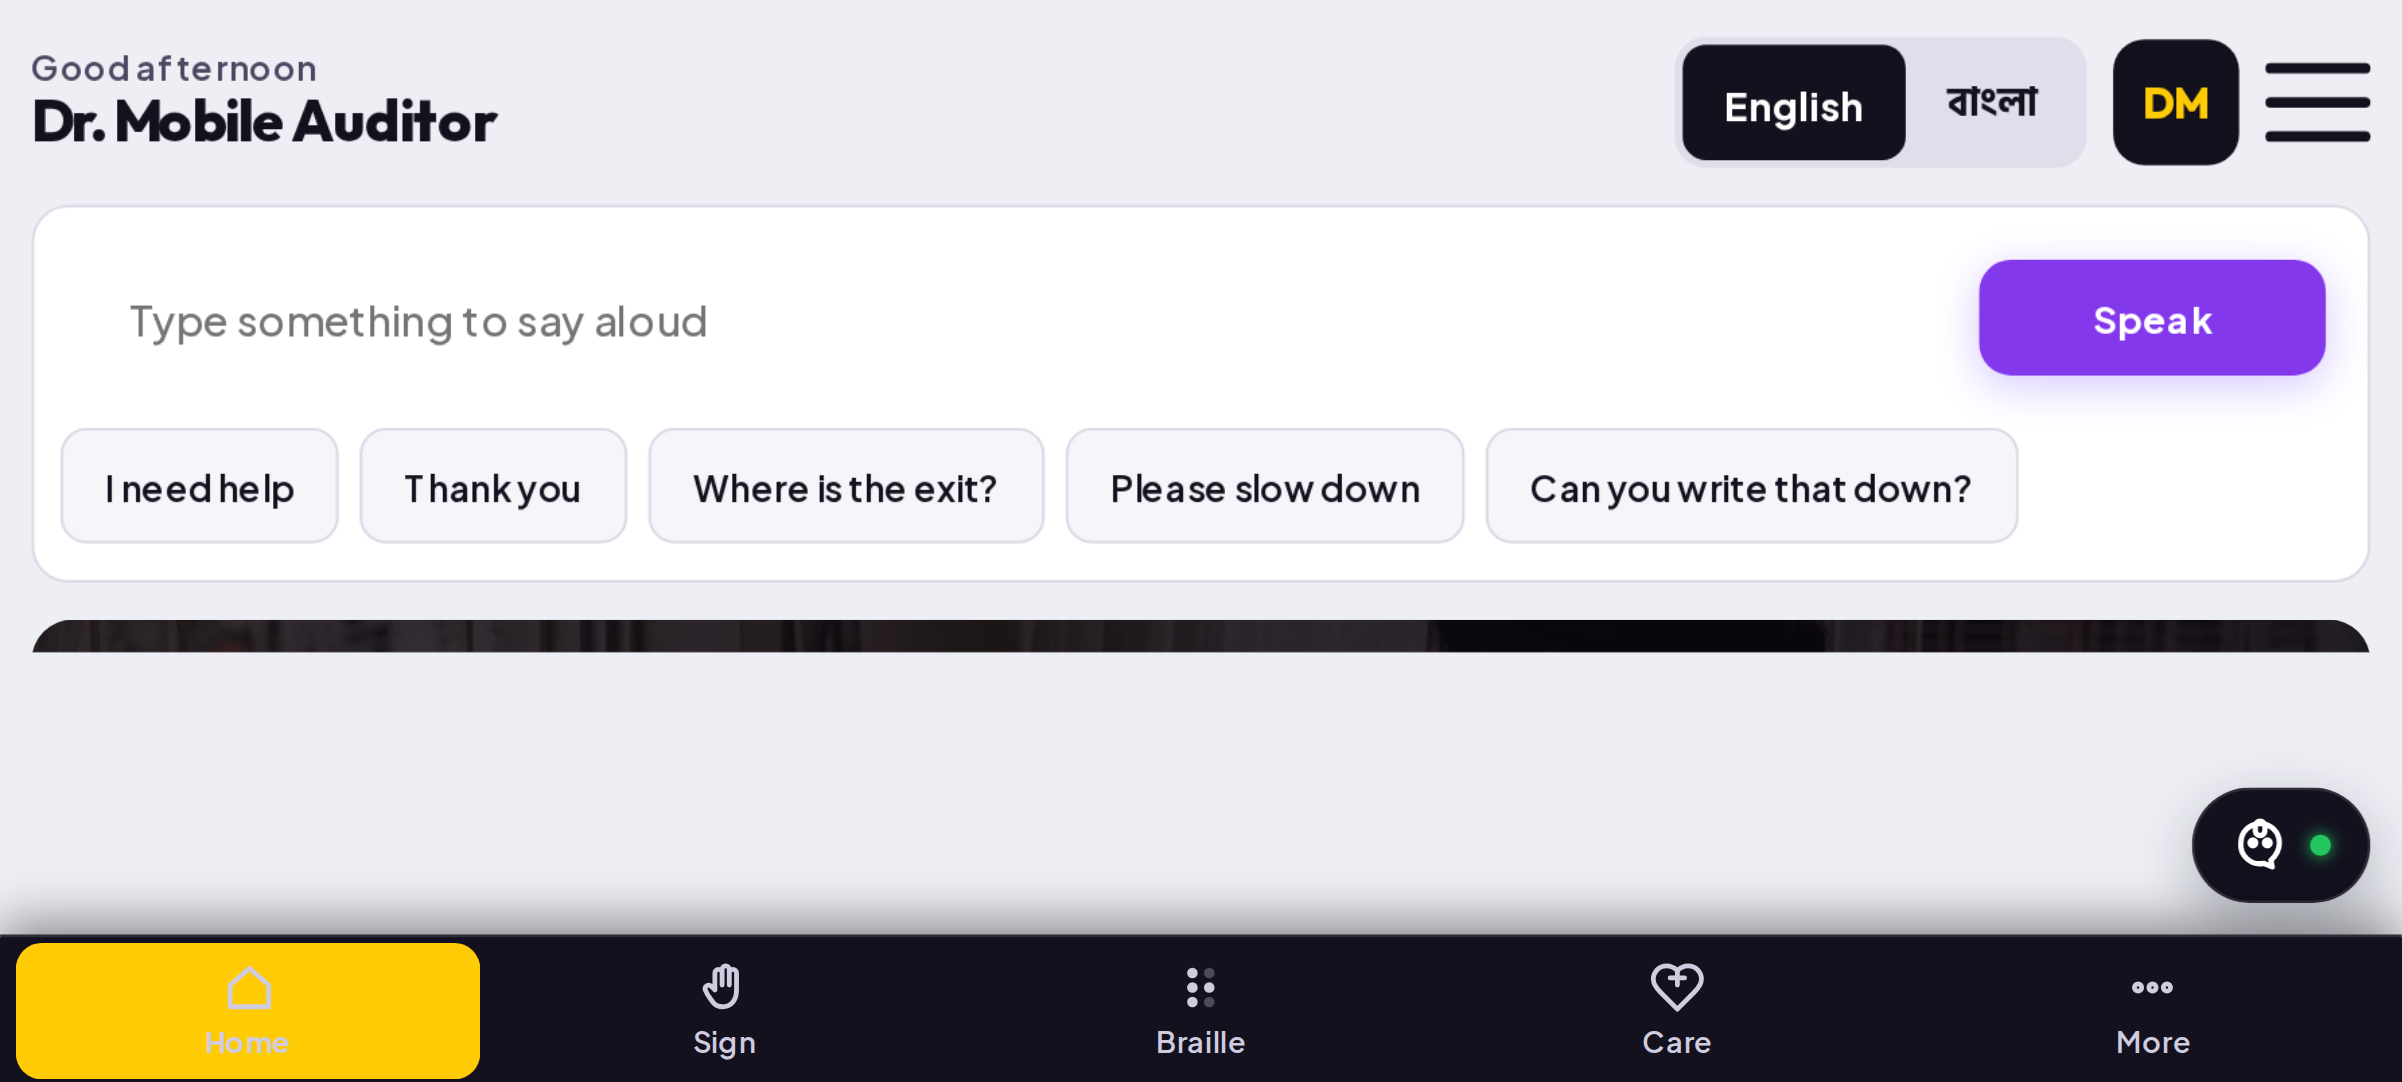 Good afternoon
Dr. Mobile Auditor
English
বাংলা
DM
Type something to say aloud
Speak
I need help
Thank you
Where is the exit?
Please slow down
Can you write that down?
Home
Sign
Braille
Care
More